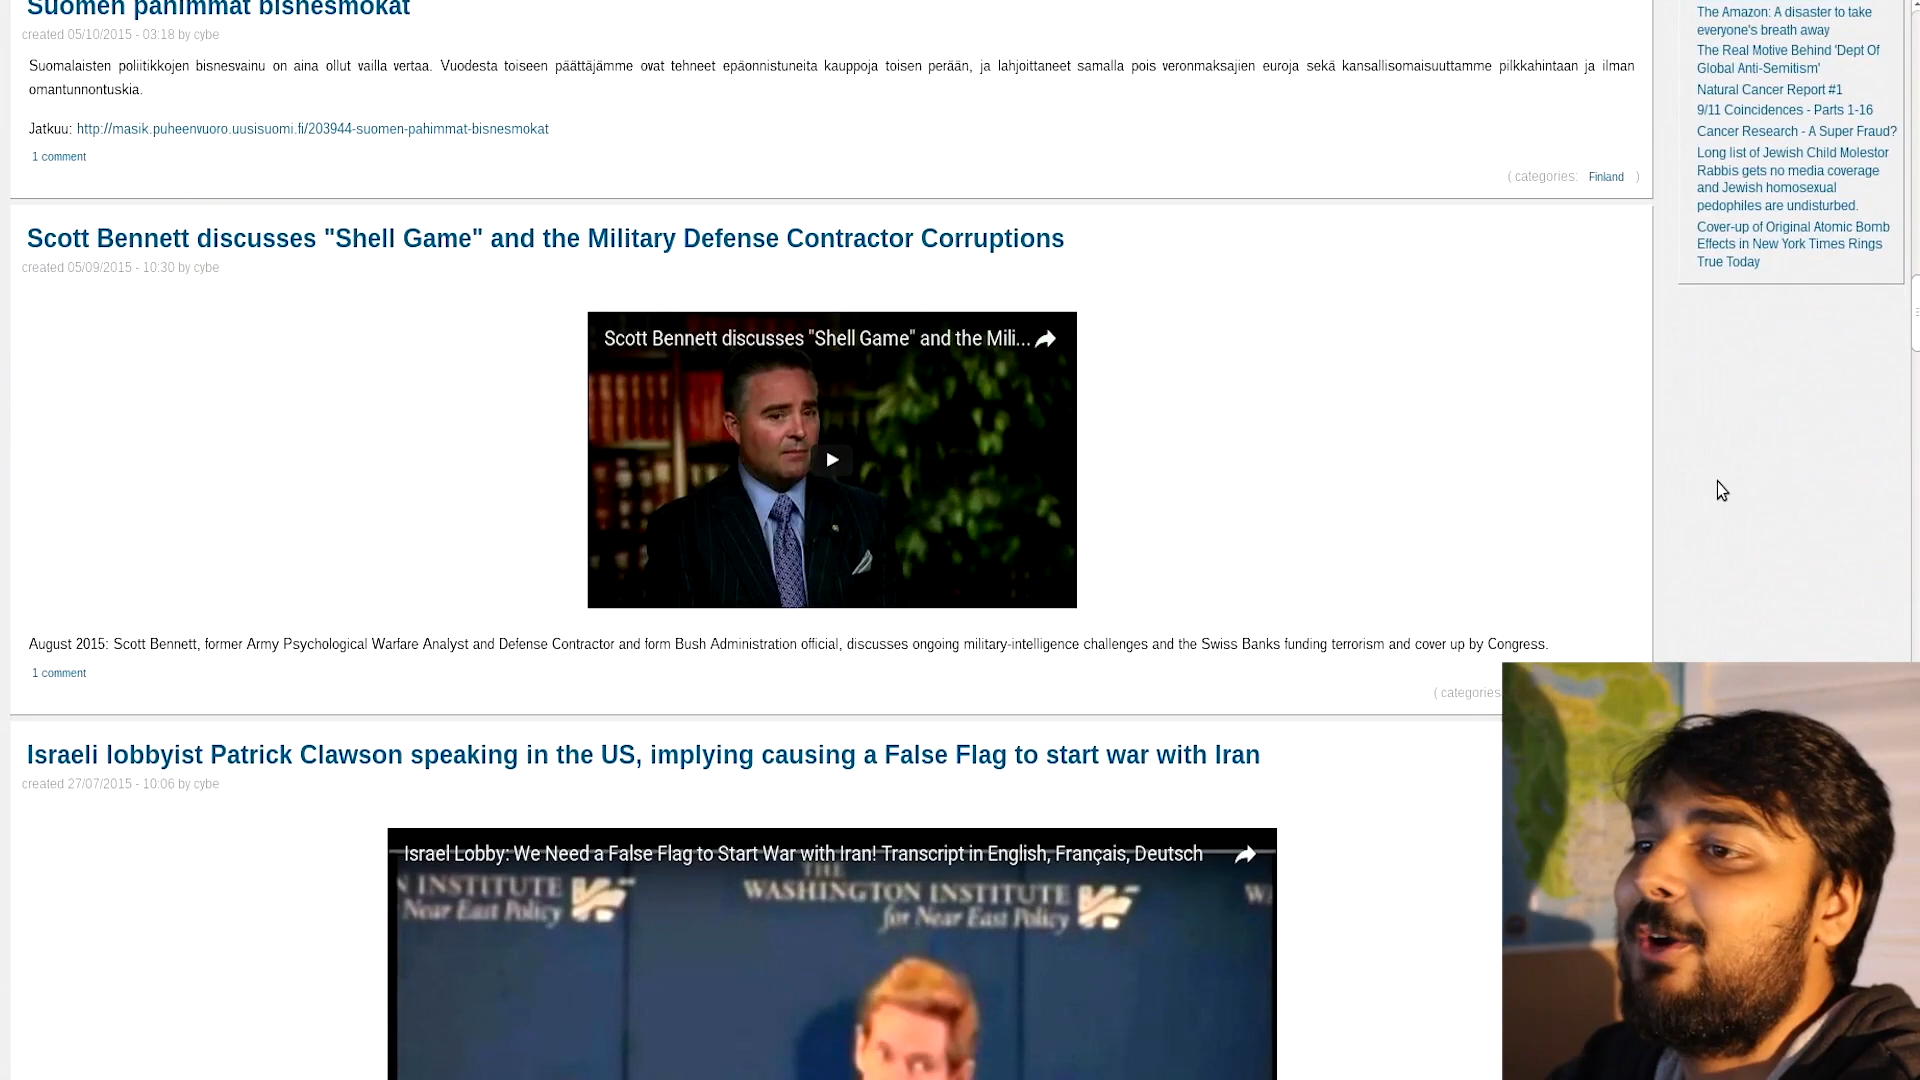 Suomen pahimmat bisnesmokat
created 05/10/2015 - 03:18 by cybe
Suomalaisten poliitikkojen bisnesvainu on aina ollut vailla vertaa. Vuodesta toiseen päättäjämme ovat tehneet epäonnistuneita kauppoja toisen perään, ja lahjoittaneet samalla pois veronmaksajien euroja sekä kansallisomaisuuttamme pilkkahintaan ja ilman
omantunnontuskia.
Jatkuu: http://masik.puheenvuoro.uusisuomi.fi/203944-suomen-pahimmat-bisnesmokat
1 comment
( categories: Finland )
Scott Bennett discusses "Shell Game" and the Military Defense Contractor Corruptions
created 05/09/2015 - 10:30 by cybe
Scott Bennett discusses "Shell Game" and the Mili...
August 2015: Scott Bennett, former Army Psychological Warfare Analyst and Defense Contractor and form Bush Administration official, discusses ongoing military-intelligence challenges and the Swiss Banks funding terrorism and cover up by Congress.
1 comment
( categories
Israeli lobbyist Patrick Clawson speaking in the US, implying causing a False Flag to start war with Iran
created 27/07/2015 - 10:06 by cybe
Israel Lobby: We Need a False Flag to Start War with Iran! Transcript in English, Français, Deutsch
N INSTITUTE
Near East Policy
THE
WASHINGTON INSTITUTE
for Near East Policy
The Amazon: A disaster to take
everyone's breath away
The Real Motive Behind 'Dept Of
Global Anti-Semitism'
Natural Cancer Report #1
9/11 Coincidences - Parts 1-16
Cancer Research - A Super Fraud?
Long list of Jewish Child Molestor
Rabbis gets no media coverage
and Jewish homosexual
pedophiles are undisturbed.
Cover-up of Original Atomic Bomb
Effects in New York Times Rings
True Today